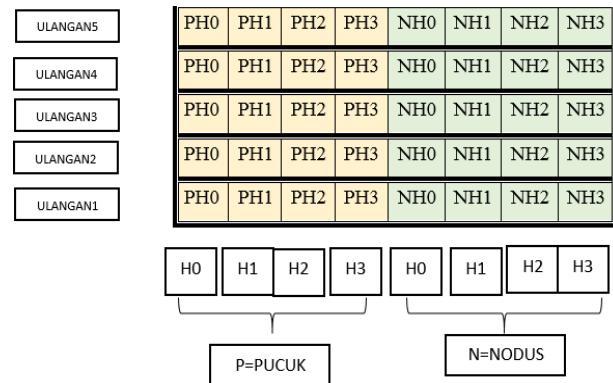 ULANGAN5 PH0 PH1 PH2 PH3 NH0 NH1 NH2 NH3
ULANGAN4 PH0 PH1 PH2 PH3 NH0 NH1 NH2 NH3
ULANGAN3 PH0 PH1 PH2 PH3 NH0 NH1 NH2 NH3
ULANGAN2 PH0 PH1 PH2 PH3 NH0 NH1 NH2 NH3
ULANGAN1 PH0 PH1 PH2 PH3 NH0 NH1 NH2 NH3
H0 H1 H2 H3 H0 H1 H2 H3
P=PUCUK N=NODUS